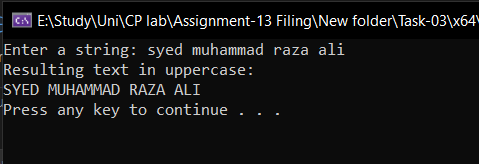 E:\Study\Uni\CP lab\Assignment-13 Filing\New folder\Task-03\x64\
Enter a string: syed muhammad raza ali
Resulting text in uppercase:
SYED MUHAMMAD RAZA ALI
Press any key to continue . . .